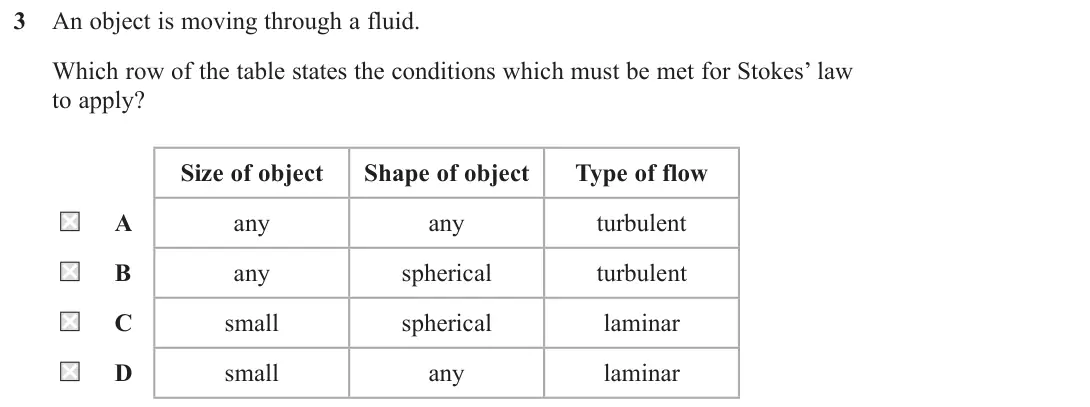 3 An object is moving through a fluid.
Which row of the table states the conditions which must be met for Stokes’ law
to apply?
Size of object Shape of object Type of flow
A any any turbulent
B any spherical turbulent
C small spherical laminar
D small any laminar